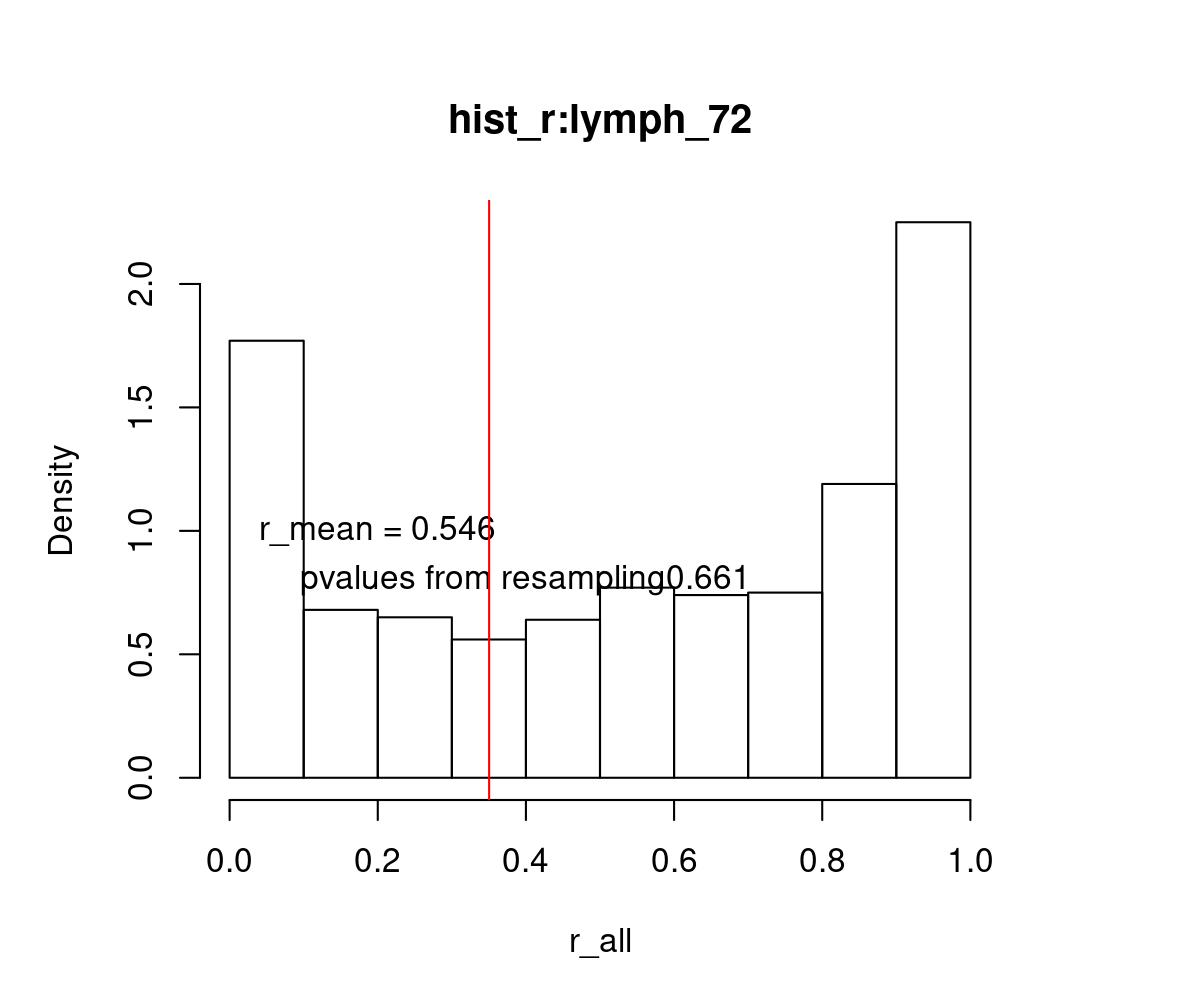 hist_r:lymph_72
Density
2.0
1.5
1.0
0.5
0.0
r_mean = 0.546
pvalues from resampling0.661
0.0 0.2 0.4 0.6 0.8 1.0
r_all